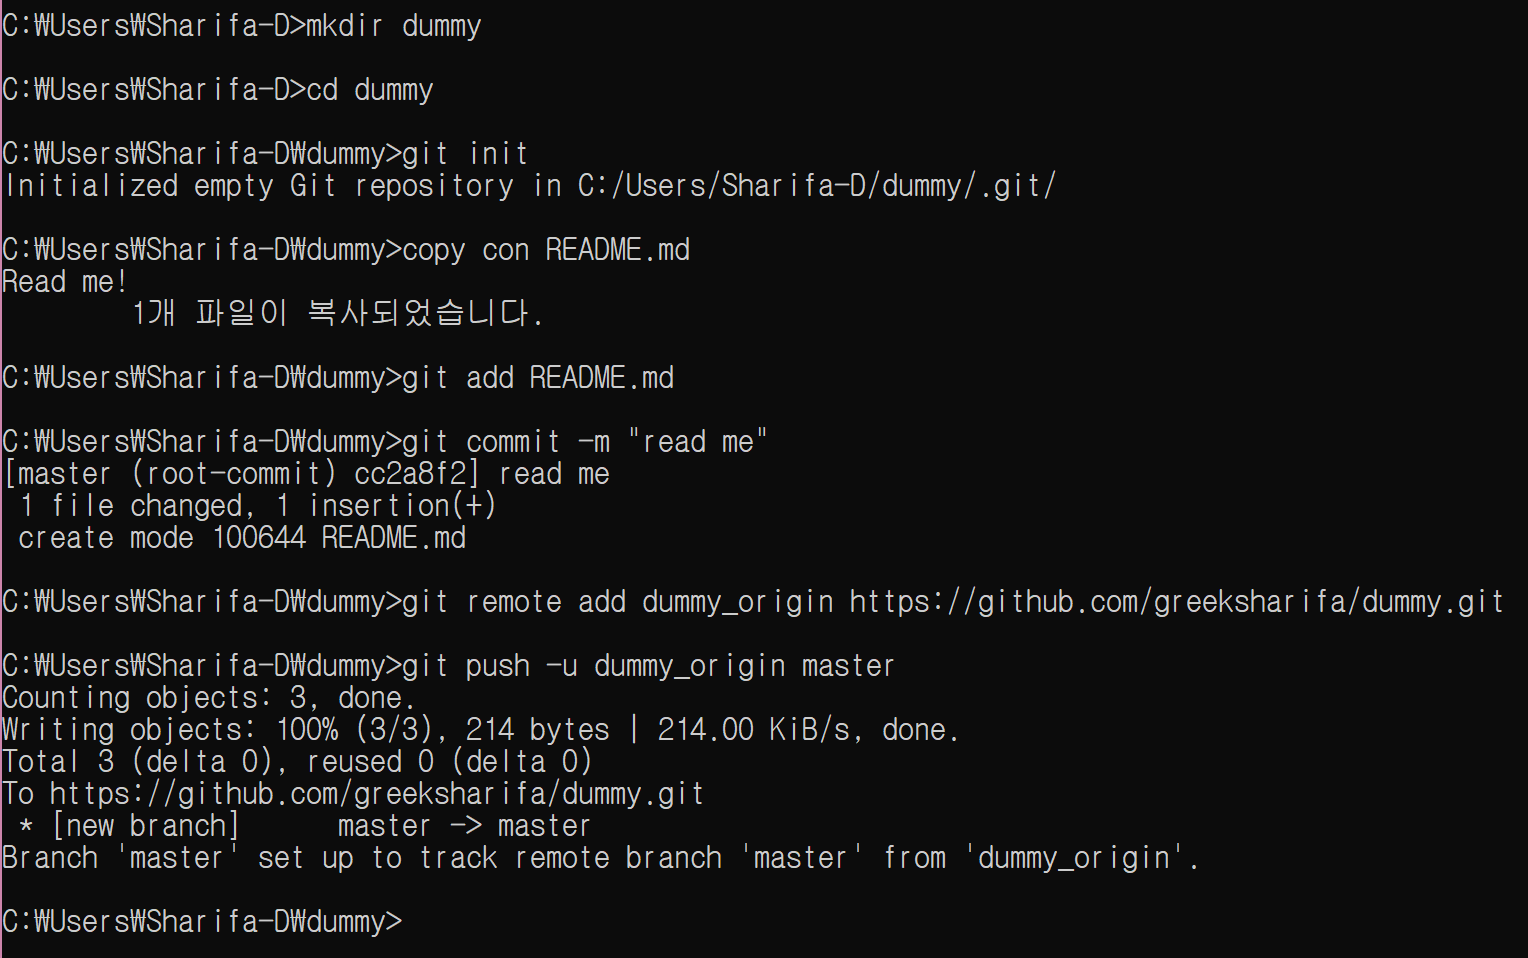 C:₩Users₩Sharifa-D>mkdir dummy
C:₩Users₩Sharifa-D>cd dummy
C:₩Users₩Sharifa-D₩dummy>git init
Initialized empty Git repository in C:/Users/Sharifa-D/dummy/.git/
C:₩Users₩Sharifa-D₩dummy>copy con README.md
Read me!
1개 파일이 복사되었습니다.
C:₩Users₩Sharifa-D₩dummy>git add README.md
C:₩Users₩Sharifa-D₩dummy>git commit -m "read me"
[master (root-commit) cc2a8f2] read me
1 file changed, 1 insertion(+)
create mode 100644 README.md
C:₩Users₩Sharifa-D₩dummy>git remote add dummy_origin https://github.com/greeksharifa/dummy.git
C:₩Users₩Sharifa-D₩dummy>git push -u dummy_origin master
Counting objects: 3, done.
Writing objects: 100% (3/3), 214 bytes | 214.00 KiB/s, done.
Total 3 (delta 0), reused 0 (delta 0)
To https://github.com/greeksharifa/dummy.git
* [new branch]      master -> master
Branch 'master' set up to track remote branch 'master' from 'dummy_origin'.
C:₩Users₩Sharifa-D₩dummy>